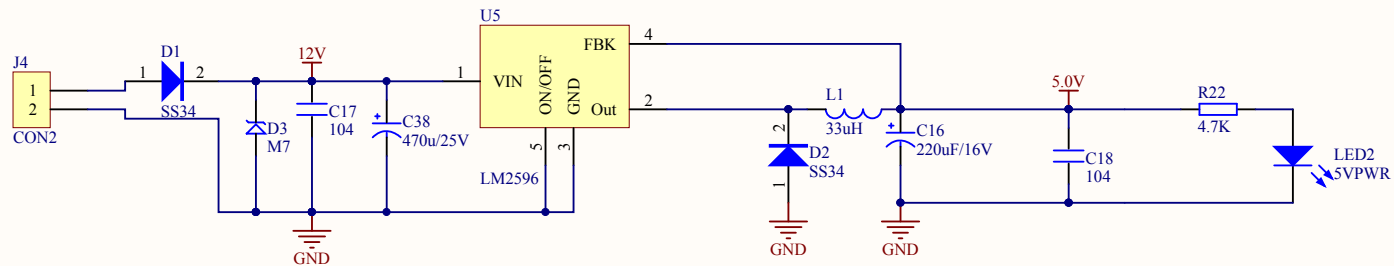 U5
D1
J4
12V
4
FBK
1
2
1
VIN
ON/OFF
GND
5.0V
1
2
SS34
CON2
D3
M7
C17
104
C38
470u/25V
Out
2
L1
33uH
R22
4.7K
5
3
LM2596
2
D2
SS34
1
C16
220uF/16V
C18
104
LED2
5VPWR
GND
GND
GND